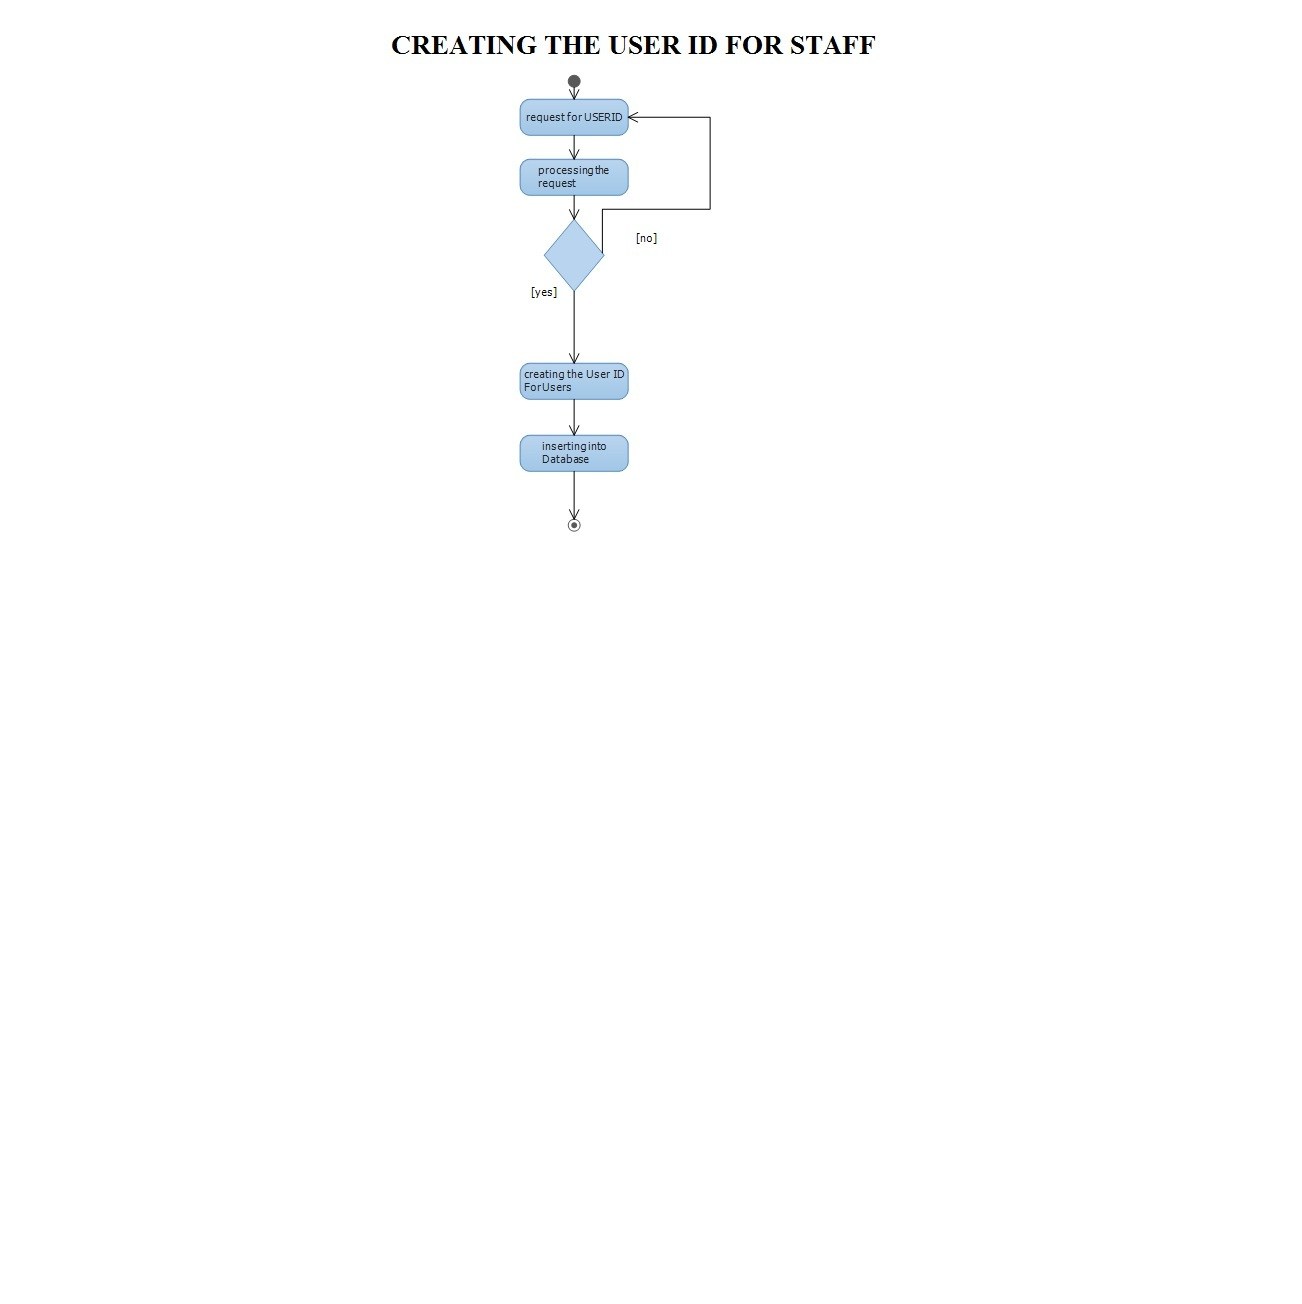 CREATING THE USER ID FOR STAFF
request for USERID
processing the
request
[no]
[yes]
creating the User ID
For Users
inserting into
Database